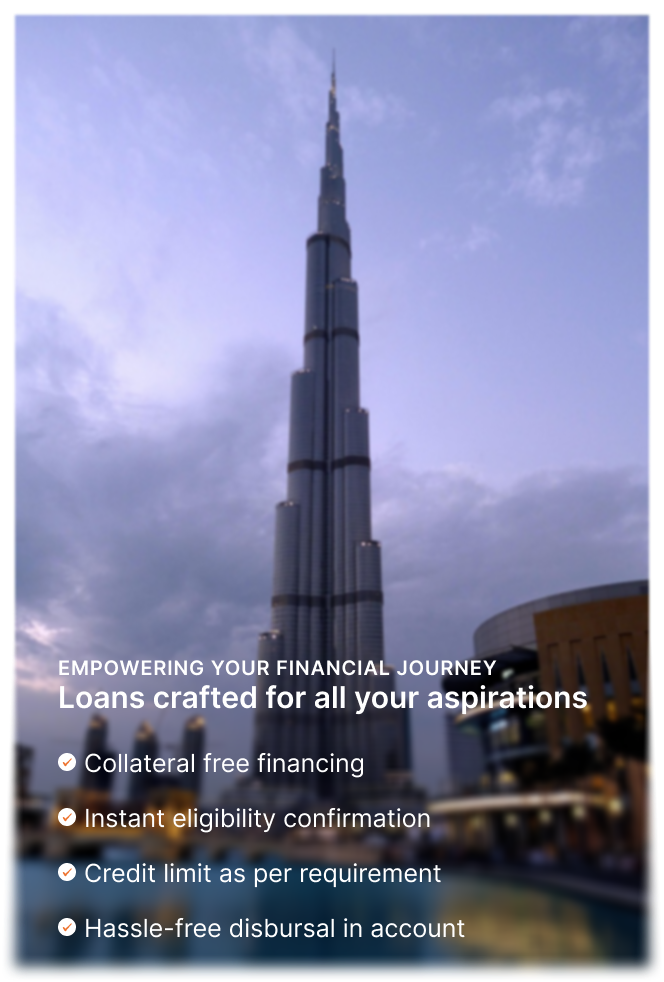 EMPOWERING YOUR FINANCIAL JOURNEY
Loans crafted for all your aspirations
Collateral free financing
Instant eligibility confirmation
Credit limit as per requirement
Hassle-free disbursal in account